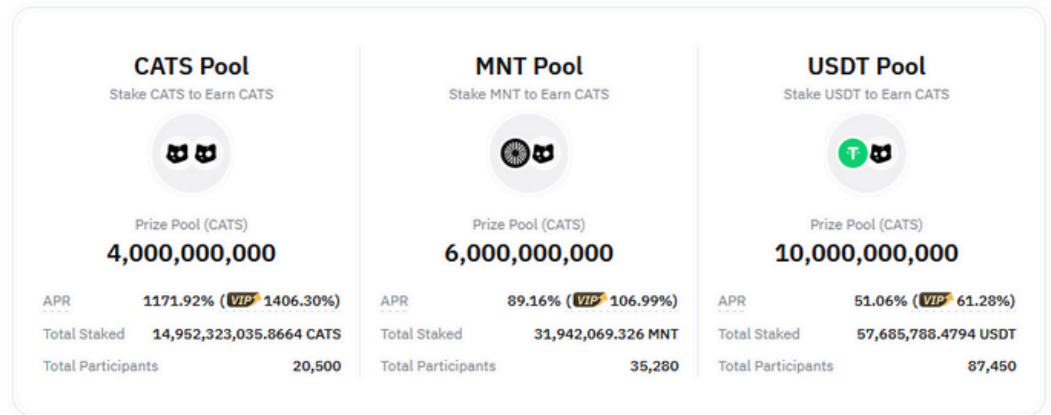 CATS Pool
Stake CATS to Earn CATS
Prize Pool (CATS)
4,000,000,000
APR 1171.92% (VIP 1406.30%)
Total Staked 14,952,323,035.8664 CATS
Total Participants 20,500
MNT Pool
Stake MNT to Earn CATS
Prize Pool (CATS)
6,000,000,000
APR 89.16% (VIP 106.99%)
Total Staked 31,942,069.326 MNT
Total Participants 35,280
USDT Pool
Stake USDT to Earn CATS
Prize Pool (CATS)
10,000,000,000
APR 51.06% (VIP 61.28%)
Total Staked 57,685,788.4794 USDT
Total Participants 87,450